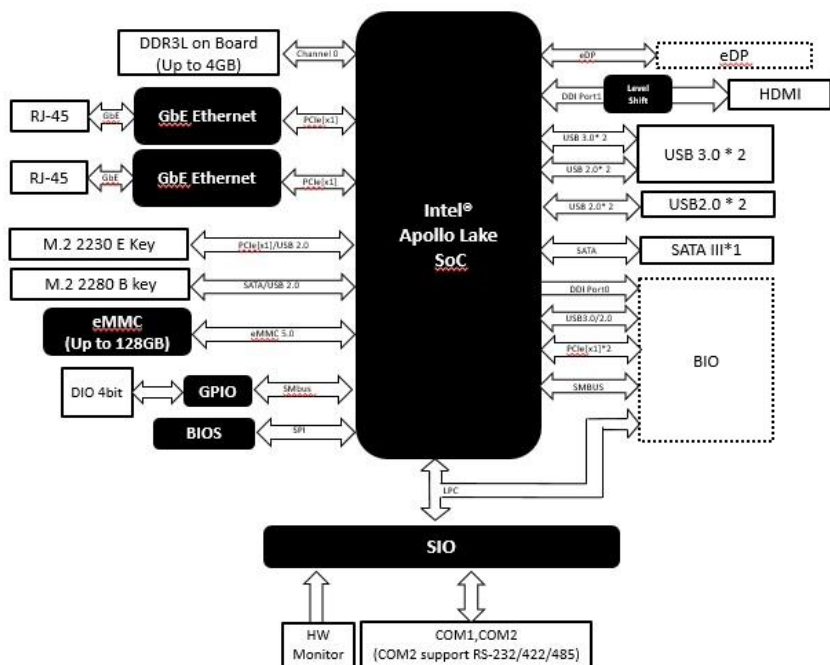 DDR3L on Board
(Up to 4GB)
Channel 0
RJ-45
GbE
GbE Ethernet
PCIe[x1]
RJ-45
GbE
GbE Ethernet
PCIe[x1]
M.2 2230 E Key
PCIe[x1]/USB 2.0
M.2 2280 B key
SATA/USB 2.0
eMMC
(Up to 128GB)
eMMC 5.0
DIO 4bit
GPIO
SMbus
BIOS
SPI
Intel®
Apollo Lake
SoC
eDP
eDP
DDI Port1
Level
Shift
HDMI
USB 3.0* 2
USB 2.0* 2
USB 3.0 * 2
USB 2.0* 2
USB2.0 * 2
SATA
SATA III*1
DDI Port0
USB3.0/2.0
PCIe[x1]*2
SMBUS
BIO
LPC
SIO
HW
Monitor
COM1,COM2
(COM2 support RS-232/422/485)